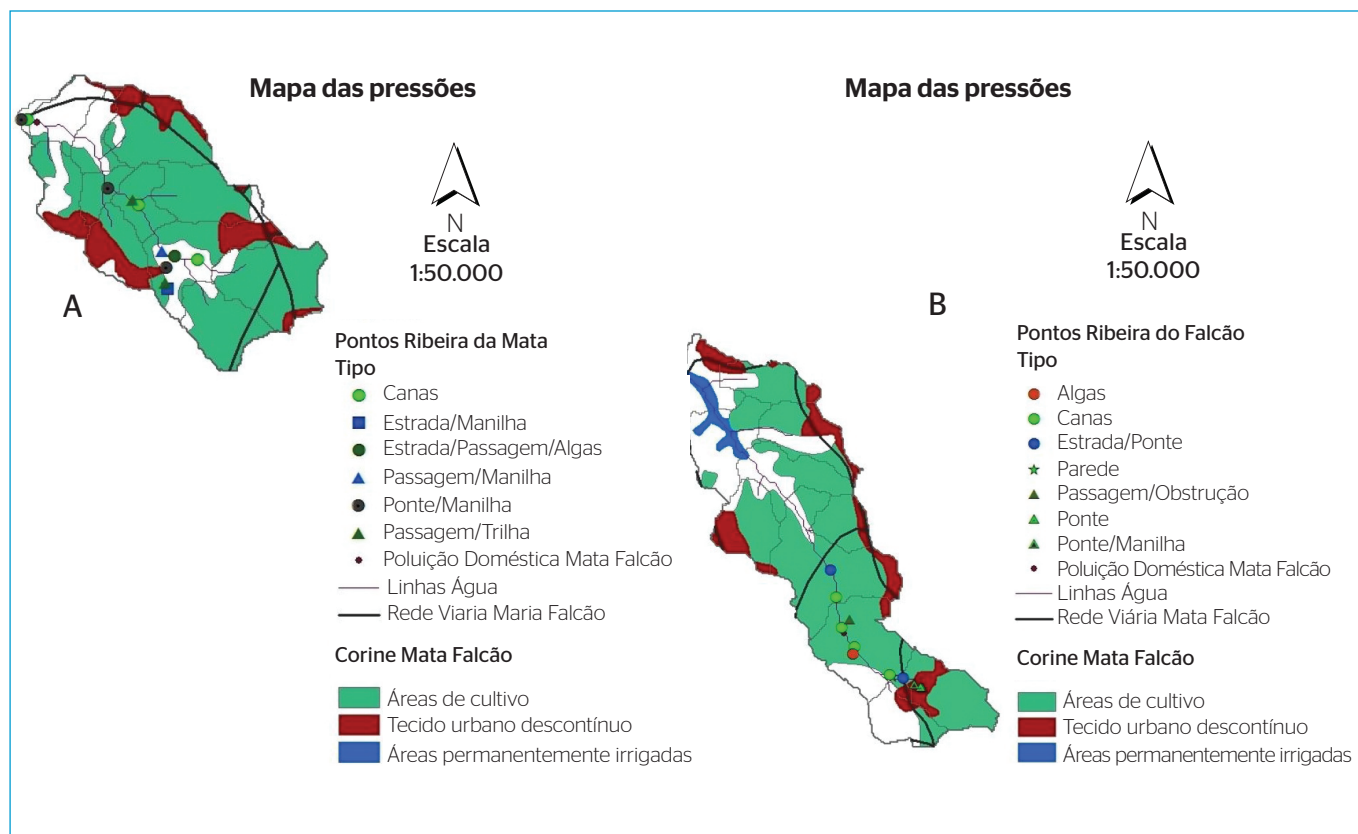 Mapa das pressões
N
Escala
1:50.000
A
Pontos Ribeira da Mata
Tipo
Canas
Estrada/Manilha
Estrada/Passagem/Algas
Passagem/Manilha
Ponte/Manilha
Passagem/Trilha
Poluição Doméstica Mata Falcão
Linhas Água
Rede Viaria Maria Falcão
Corine Mata Falcão
Áreas de cultivo
Tecido urbano descontínuo
Áreas permanentemente irrigadas
Mapa das pressões
N
Escala
1:50.000
B
Pontos Ribeira do Falcão
Tipo
Algas
Canas
Estrada/Ponte
Parede
Passagem/Obstrução
Ponte
Ponte/Manilha
Poluição Doméstica Mata Falcão
Linhas Água
Rede Viária Mata Falcão
Corine Mata Falcão
Áreas de cultivo
Tecido urbano descontínuo
Áreas permanentemente irrigadas